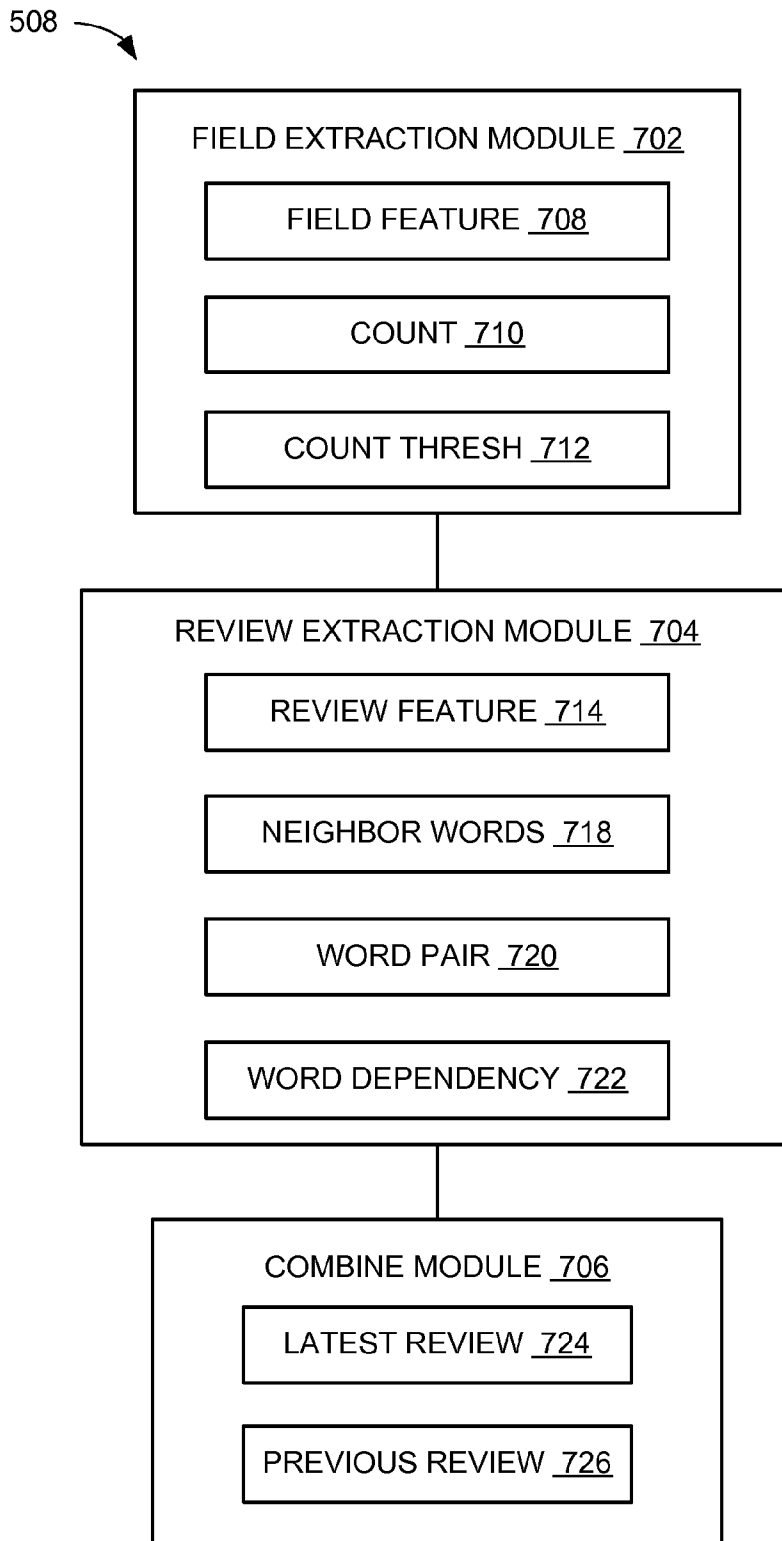 508
FIELD EXTRACTION MODULE 702
FIELD FEATURE 708
COUNT 710
COUNT THRESH 712
REVIEW EXTRACTION MODULE 704
REVIEW FEATURE 714
NEIGHBOR WORDS 718
WORD PAIR 720
WORD DEPENDENCY 722
COMBINE MODULE 706
LATEST REVIEW 724
PREVIOUS REVIEW 726